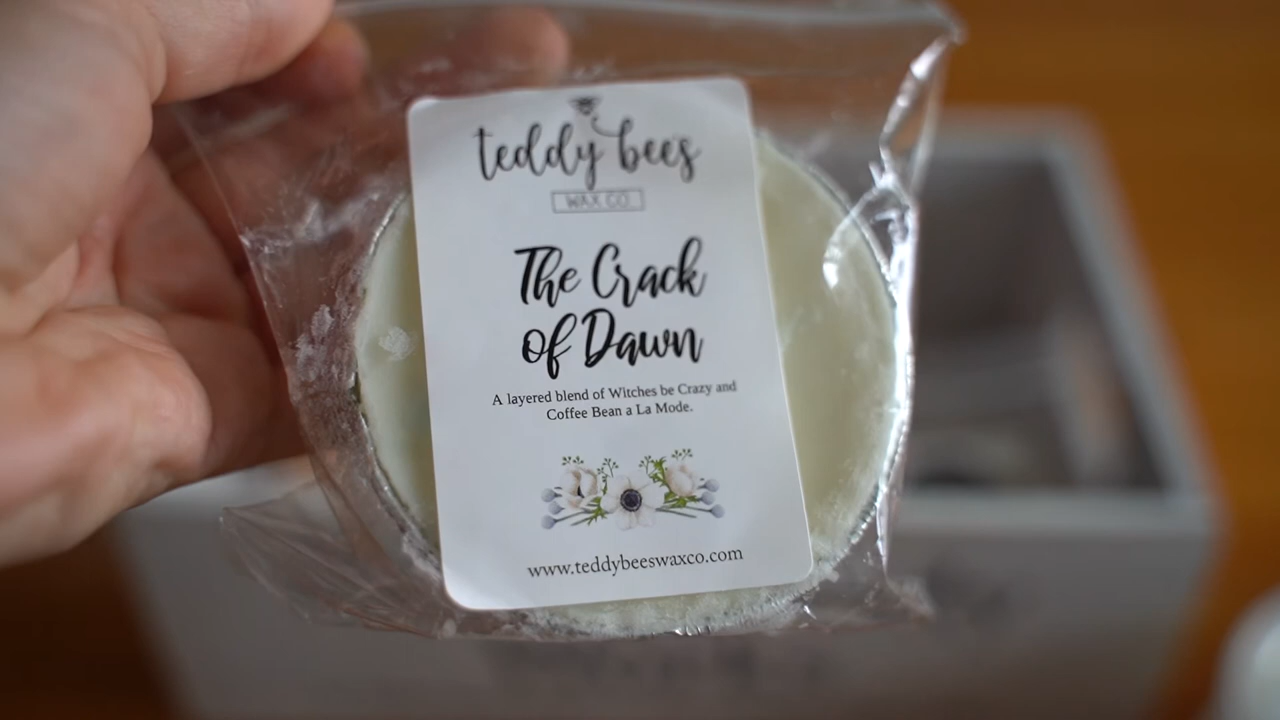 teddy bees
WAX CO.
The Crack
of Dawn
A layered blend of Witches be Crazy and
Coffee Bean a La Mode.
www.teddybeeswaxco.com